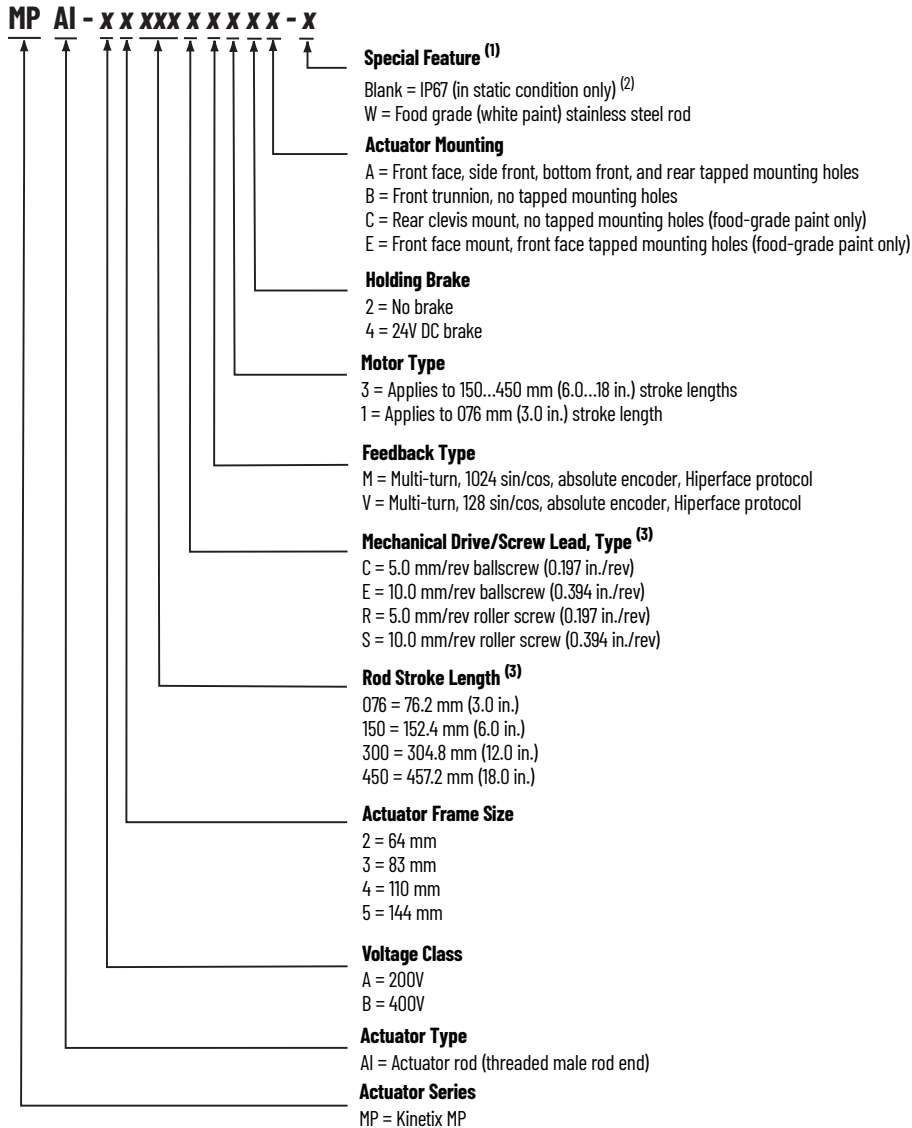 MP AI - x x xxx x x x x x - x
Special Feature (1)
Blank = IP67 (in static condition only) (2)
W = Food grade (white paint) stainless steel rod
Actuator Mounting
A = Front face, side front, bottom front, and rear tapped mounting holes
B = Front trunnion, no tapped mounting holes
C = Rear clevis mount, no tapped mounting holes (food-grade paint only)
E = Front face mount, front face tapped mounting holes (food-grade paint only)
Holding Brake
2 = No brake
4 = 24V DC brake
Motor Type
3 = Applies to 150...450 mm (6.0...18 in.) stroke lengths
1 = Applies to 076 mm (3.0 in.) stroke length
Feedback Type
M = Multi-turn, 1024 sin/cos, absolute encoder, Hiperface protocol
V = Multi-turn, 128 sin/cos, absolute encoder, Hiperface protocol
Mechanical Drive/Screw Lead, Type (3)
C = 5.0 mm/rev ballscrew (0.197 in./rev)
E = 10.0 mm/rev ballscrew (0.394 in./rev)
R = 5.0 mm/rev roller screw (0.197 in./rev)
S = 10.0 mm/rev roller screw (0.394 in./rev)
Rod Stroke Length (3)
076 = 76.2 mm (3.0 in.)
150 = 152.4 mm (6.0 in.)
300 = 304.8 mm (12.0 in.)
450 = 457.2 mm (18.0 in.)
Actuator Frame Size
2 = 64 mm
3 = 83 mm
4 = 110 mm
5 = 144 mm
Voltage Class
A = 200V
B = 400V
Actuator Type
AI = Actuator rod (threaded male rod end)
Actuator Series
MP = Kinetix MP